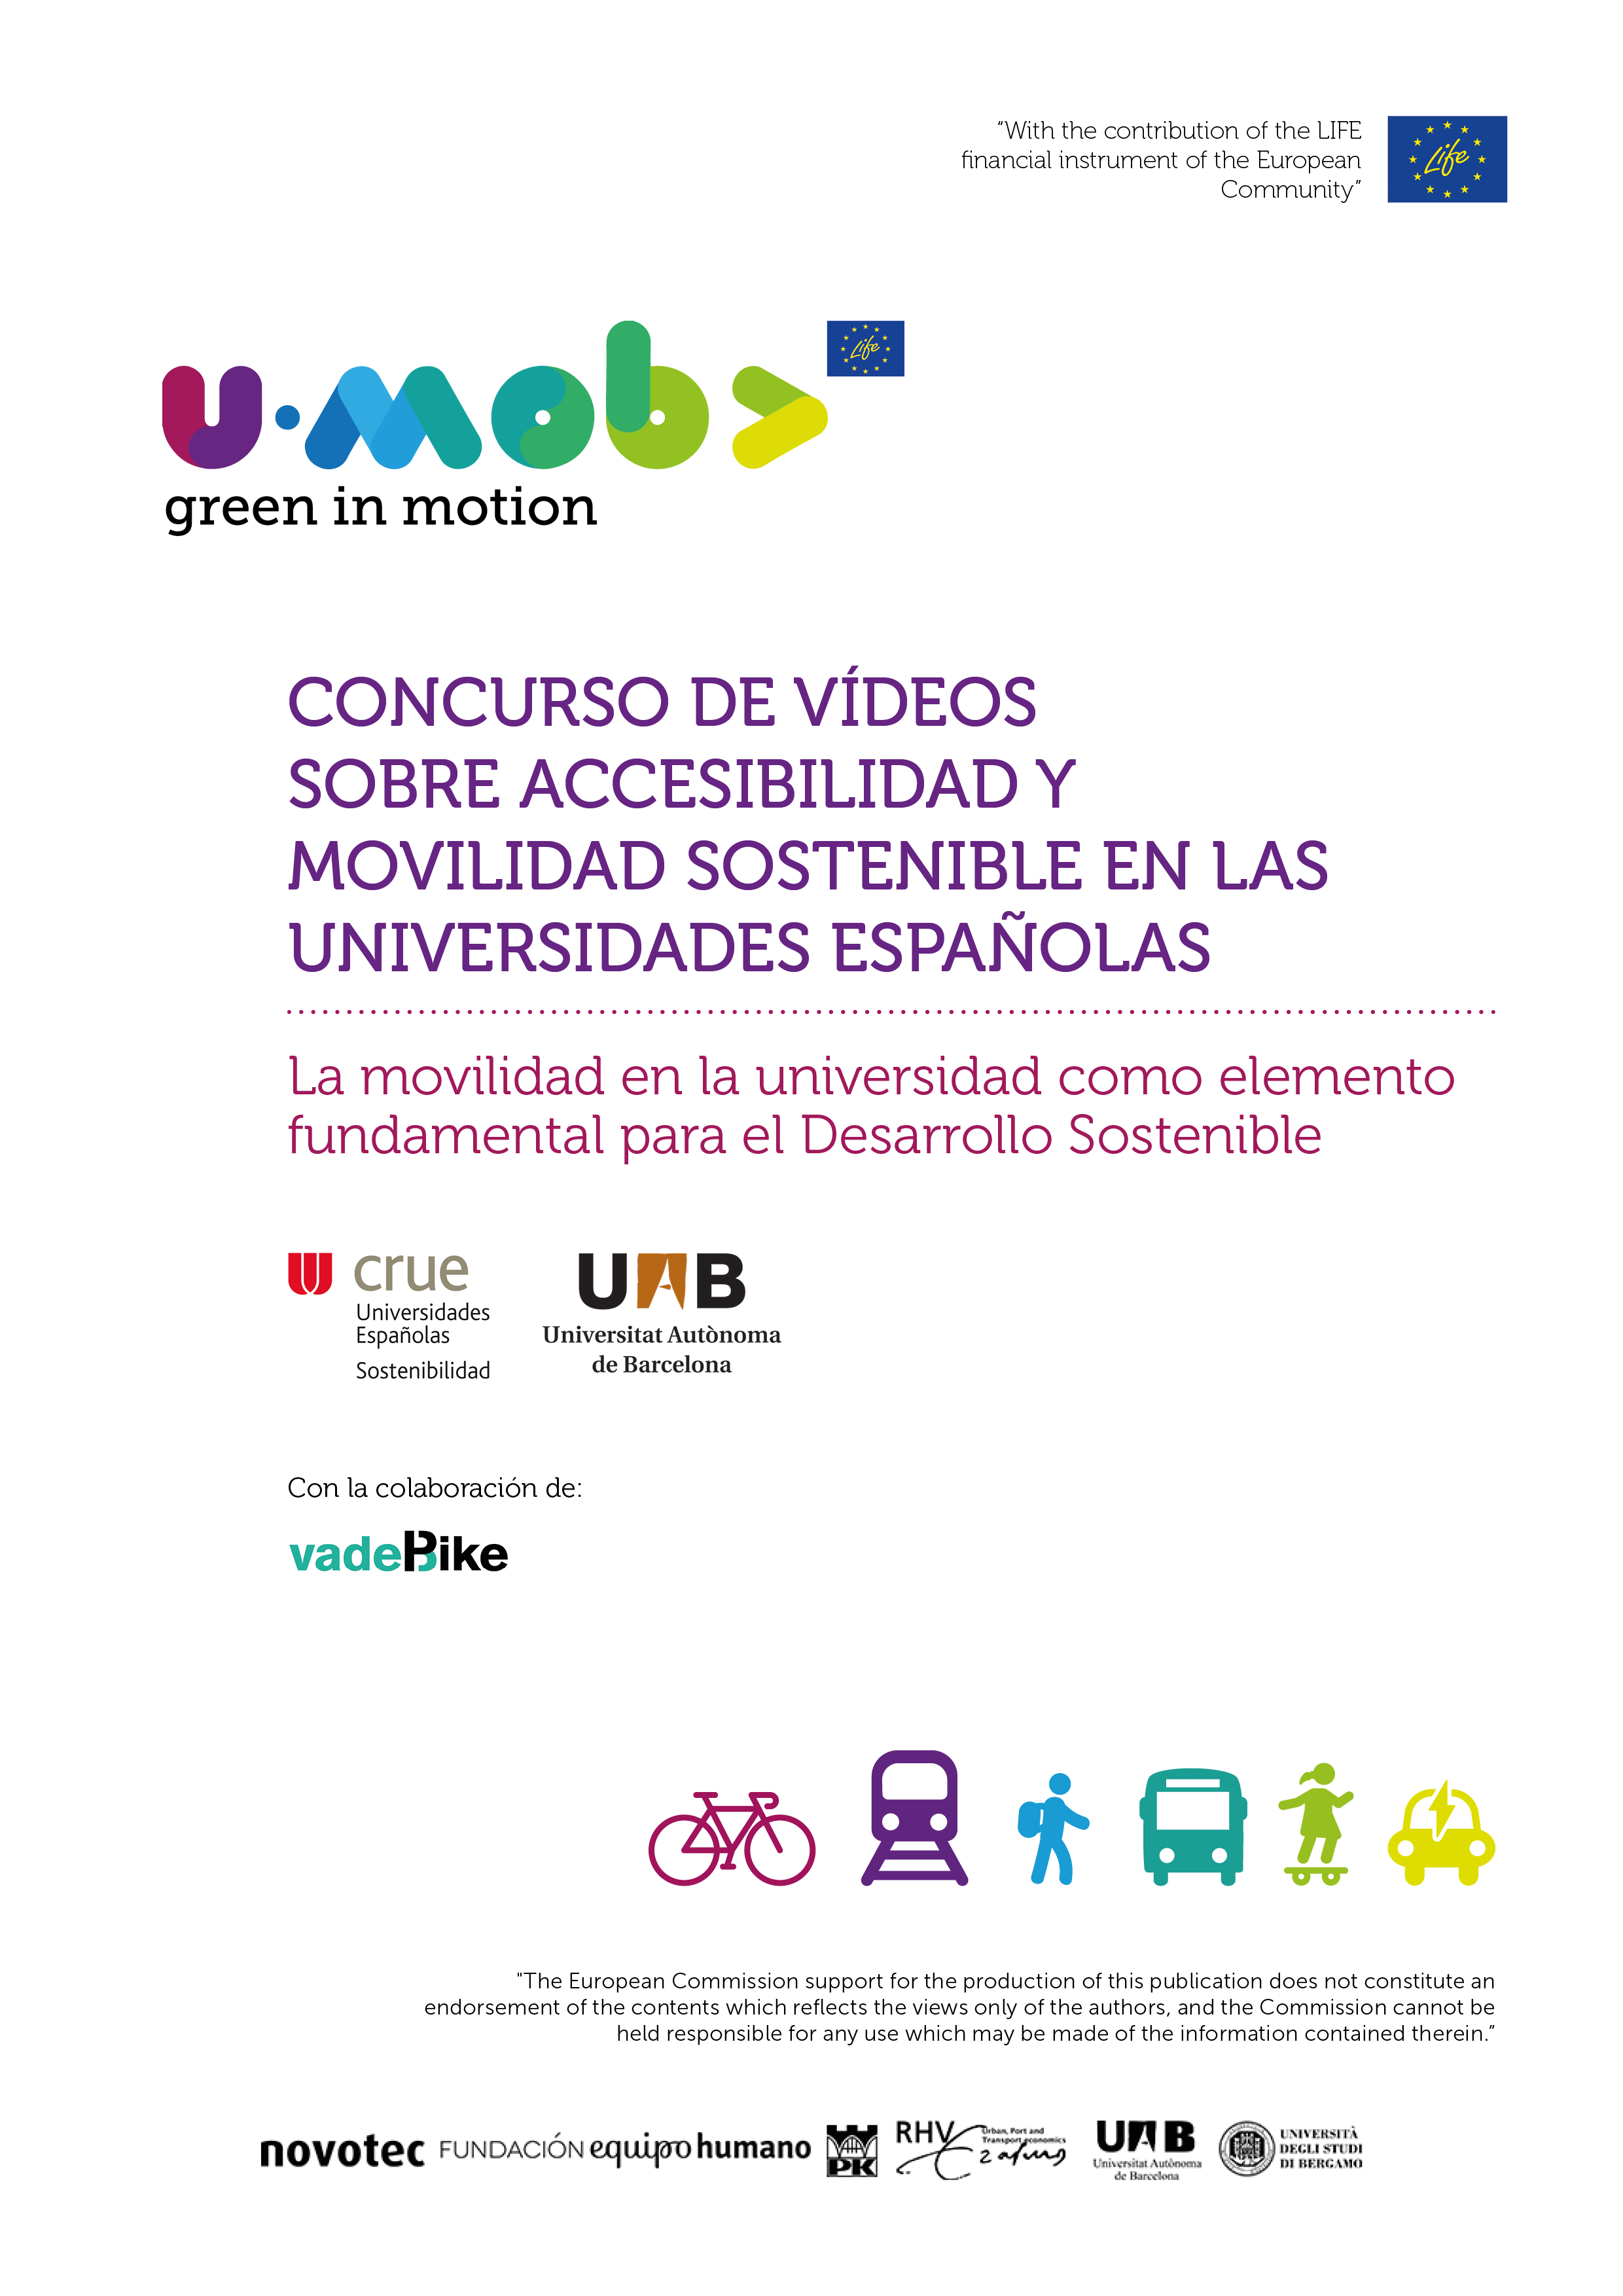 “With the contribution of the LIFE
financial instrument of the European
Community”
Life
u·mob>
Life
green in motion
CONCURSO DE VÍDEOS
SOBRE ACCESIBILIDAD Y
MOVILIDAD SOSTENIBLE EN LAS
UNIVERSIDADES ESPAÑOLAS
La movilidad en la universidad como elemento
fundamental para el Desarrollo Sostenible
crue
Universidades
Españolas
Sostenibilidad
UAB
Universitat Autònoma
de Barcelona
Con la colaboración de:
vadeBike
"The European Commission support for the production of this publication does not constitute an
endorsement of the contents which reflects the views only of the authors, and the Commission cannot be
held responsible for any use which may be made of the information contained therein.”
novotec
FUNDACIÓN equipo humano
PK
RHV
Urban, Port and
Transport economics
UAB
Universitat Autònoma
de Barcelona
UNIVERSITÀ
DEGLI STUDI
DI BERGAMO